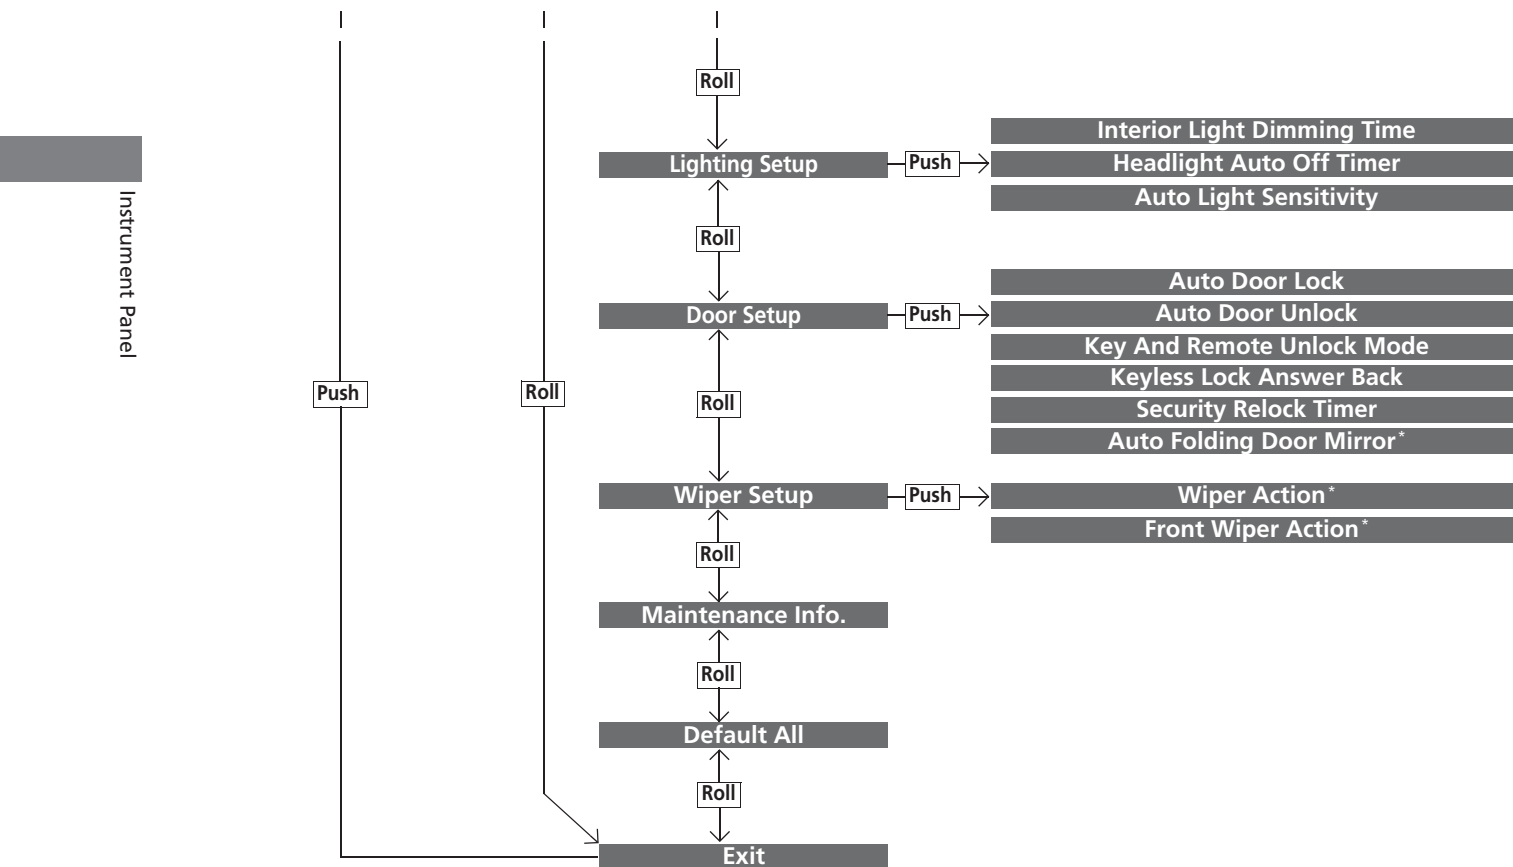 Roll
Interior Light Dimming Time
Lighting Setup
Push
Headlight Auto Off Timer
Auto Light Sensitivity
Instrument Panel
Roll
Auto Door Lock
Door Setup
Push
Auto Door Unlock
Key And Remote Unlock Mode
Keyless Lock Answer Back
Push
Roll
Roll
Security Relock Timer
Auto Folding Door Mirror*
Wiper Setup
Push
Wiper Action*
Front Wiper Action*
Roll
Maintenance Info.
Roll
Default All
Roll
Exit